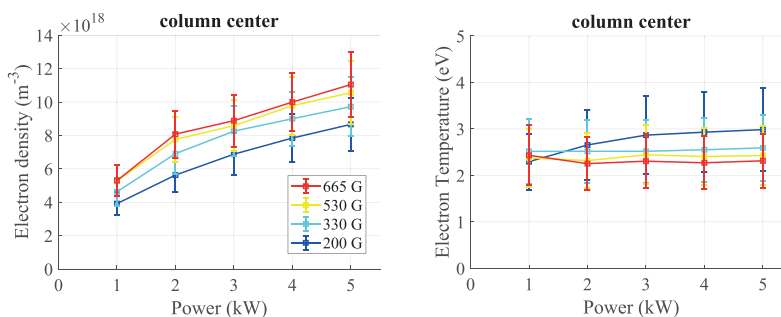 ×10^18
column center
14
12
10
8
6
4
2
0
Electron density (m^-3)
665 G
530 G
330 G
200 G
0
1
2
3
4
5
Power (kW)
column center
5
4
3
2
1
0
Electron Temperature (eV)
0
1
2
3
4
5
Power (kW)